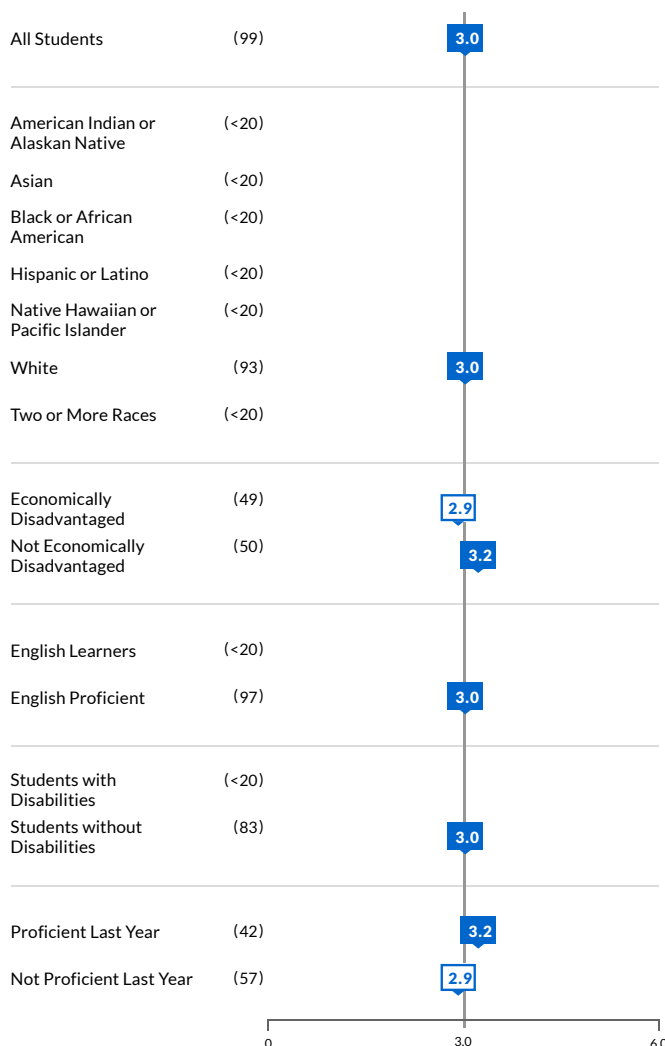 All Students (99) 3.0
American Indian or (<20)
Alaskan Native
Asian (<20)
Black or African (<20)
American
Hispanic or Latino (<20)
Native Hawaiian or (<20)
Pacific Islander
White (93) 3.0
Two or More Races (<20)
Economically (49) 2.9
Disadvantaged
Not Economically (50) 3.2
Disadvantaged
English Learners (<20)
English Proficient (97) 3.0
Students with (<20)
Disabilities
Students without (83) 3.0
Disabilities
Proficient Last Year (42) 3.2
Not Proficient Last Year (57) 2.9
0 3.0 6.0